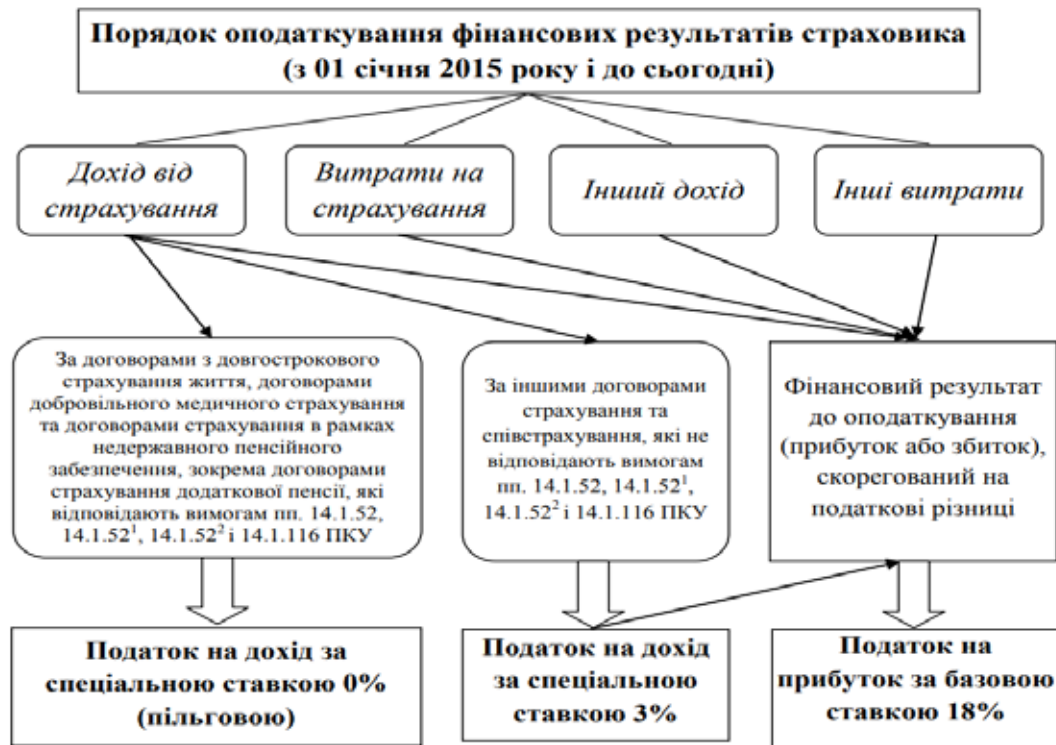 Порядок оподаткування фінансових результатів страховика
(з 01 січня 2015 року і до сьогодні)
Дохід від
страхування
Витрати на
страхування
Інший дохід
Інші витрати
За договорами з довгострокового
страхування життя, договорами
добровільного медичного страхування
та договорами страхування в рамках
недержавного пенсійного
забезпечення, зокрема договорами
страхування додаткової пенсії, які
відповідають вимогам пп. 14.1.52,
14.1.52¹, 14.1.52² і 14.1.116 ПКУ
За іншими договорами
страхування та
співстрахування, які не
відповідають вимогам
пп. 14.1.52, 14.1.52¹,
14.1.52² і 14.1.116 ПКУ
Фінансовий результат
до оподаткування
(прибуток або збиток),
скорегований на
податкові різниці
Податок на дохід за
спеціальною ставкою 0%
(пільговою)
Податок на дохід
за спеціальною
ставкою 3%
Податок на
прибуток за базовою
ставкою 18%